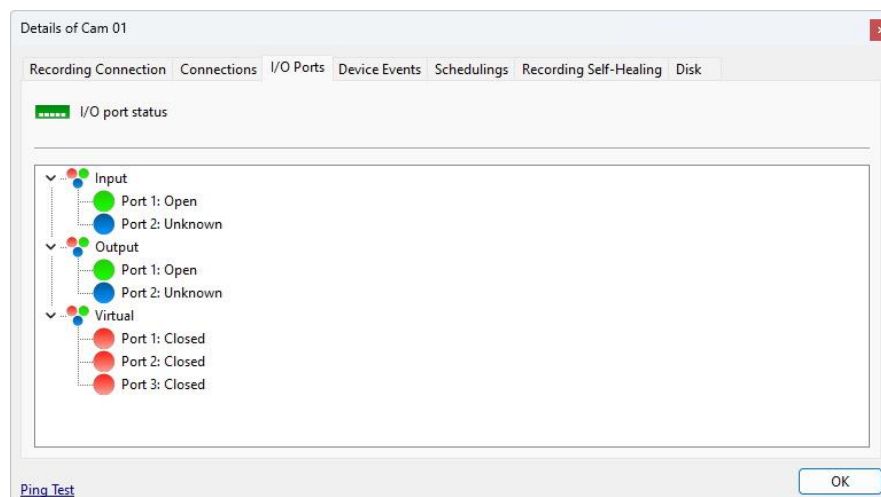 Details of Cam 01
Recording Connection Connections I/O Ports Device Events Schedulings Recording Self-Healing Disk
I/O port status
Input
Port 1: Open
Port 2: Unknown
Output
Port 1: Open
Port 2: Unknown
Virtual
Port 1: Closed
Port 2: Closed
Port 3: Closed
Ping Test
OK